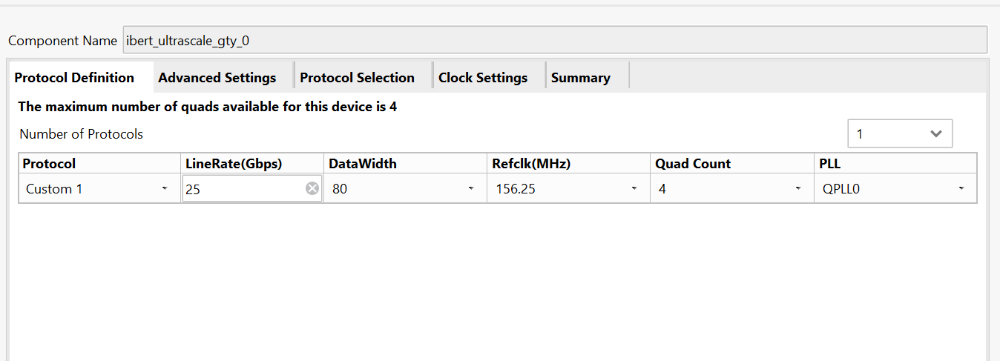 Component Name ibert_ultrascale_gty_0
Protocol Definition Advanced Settings Protocol Selection Clock Settings Summary
The maximum number of quads available for this device is 4
Number of Protocols 1
Protocol LineRate(Gbps) DataWidth Refclk(MHz) Quad Count PLL
Custom 1 25 80 156.25 4 QPLL0